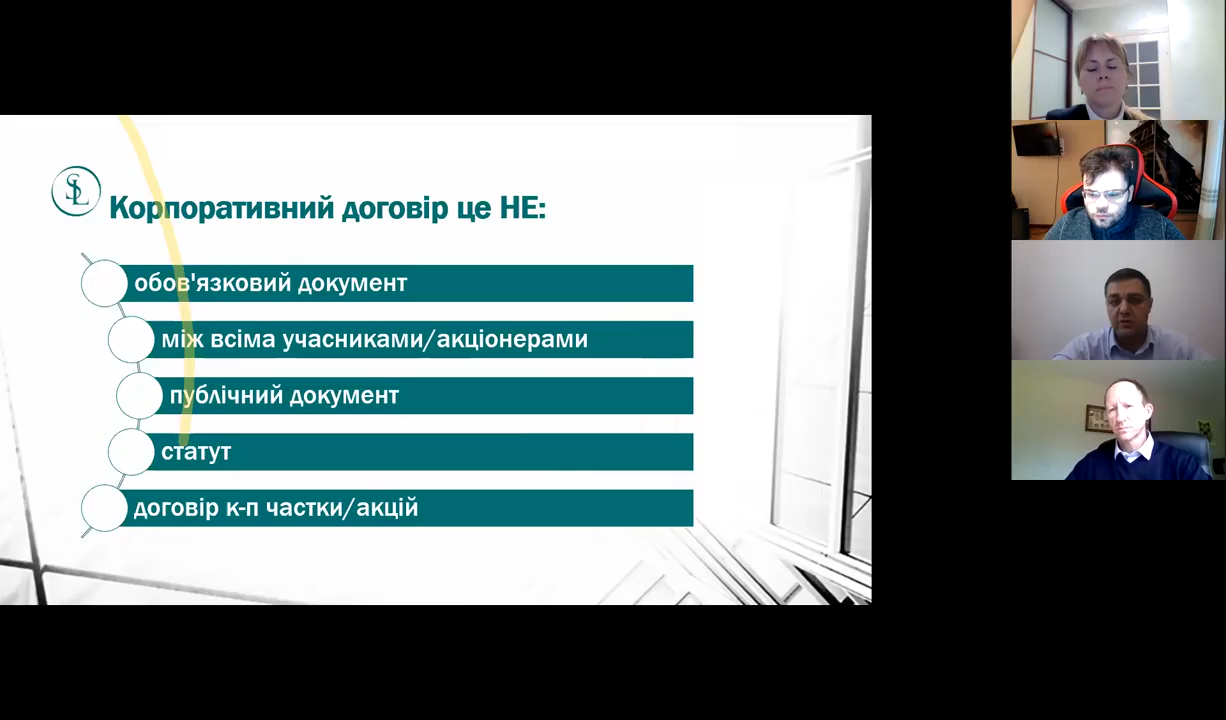 SL
Корпоративний договір це НЕ:
обов'язковий документ
між всіма учасниками/акціонерами
публічний документ
статут
договір к-п частки/акцій